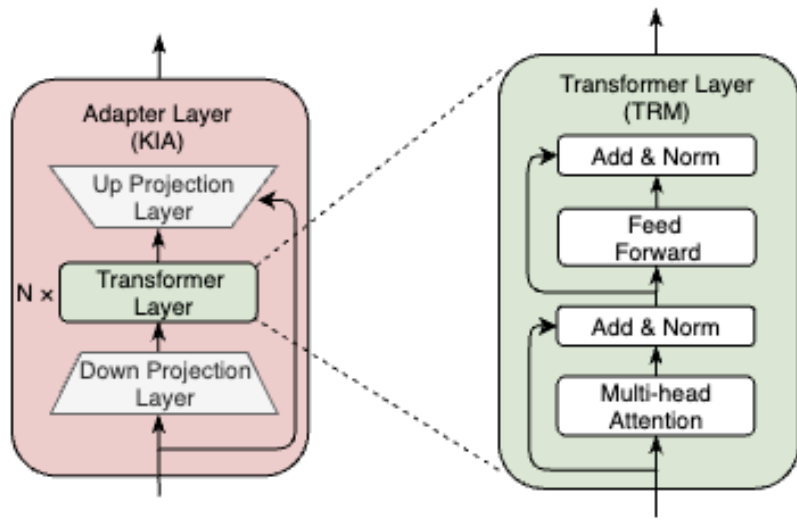 Adapter Layer
(KIA)
Up Projection
Layer
N ×
Transformer
Layer
Down Projection
Layer
Transformer Layer
(TRM)
Add & Norm
Feed
Forward
Add & Norm
Multi-head
Attention